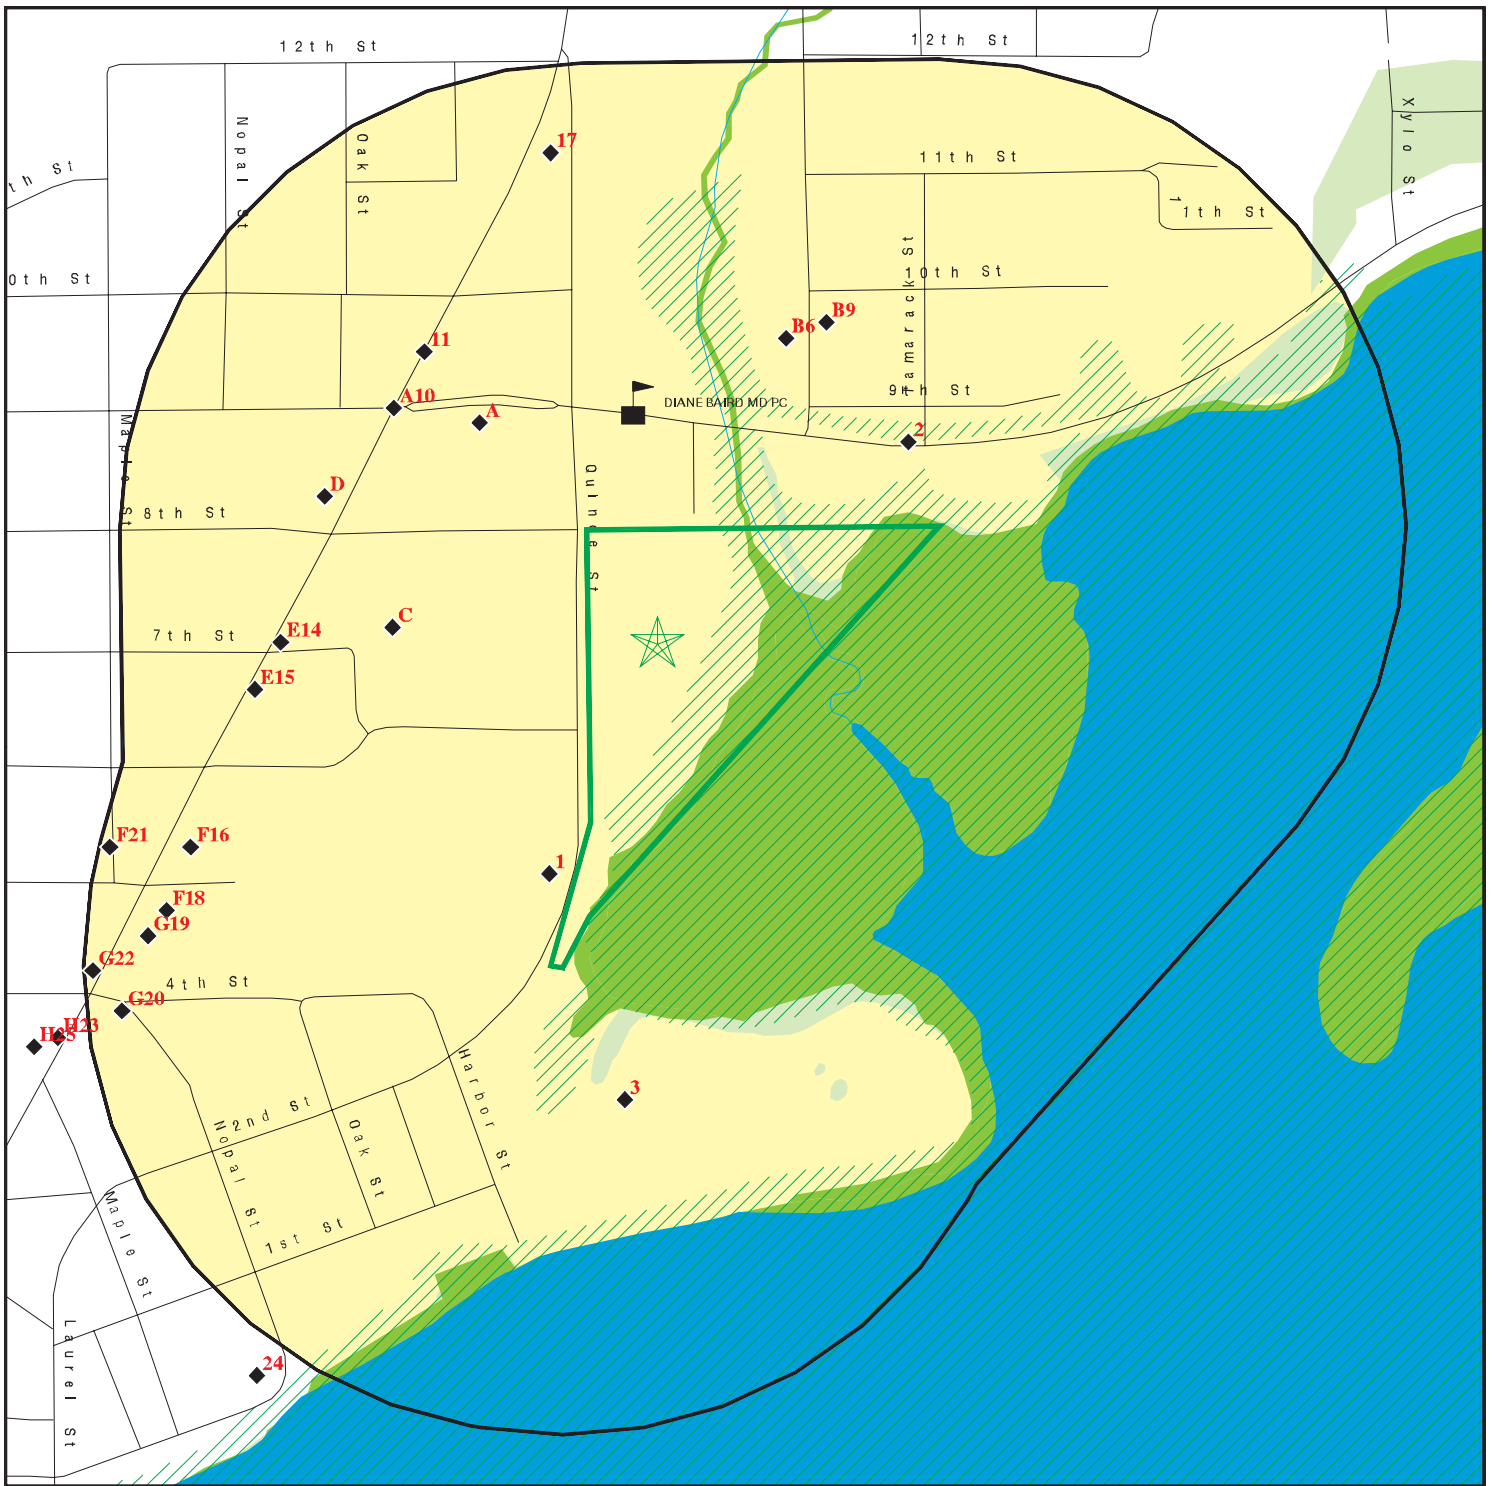 12th St
12th St
Xylo St
Nopal St
Oak St
17
11th St
th St
11th St
Tamarack St
10th St
0th St
B9
B6
11
9th St
A10
DIANE BAIRD MD PC
A
2
Maple St
Quince St
D
8th St
C
E14
7th St
E15
F21
F16
1
F18
G19
G22
4th St
G20
H23
H25
Harbor St
3
2nd St
Nopal St
Oak St
Maple St
1st St
Laurel St
24